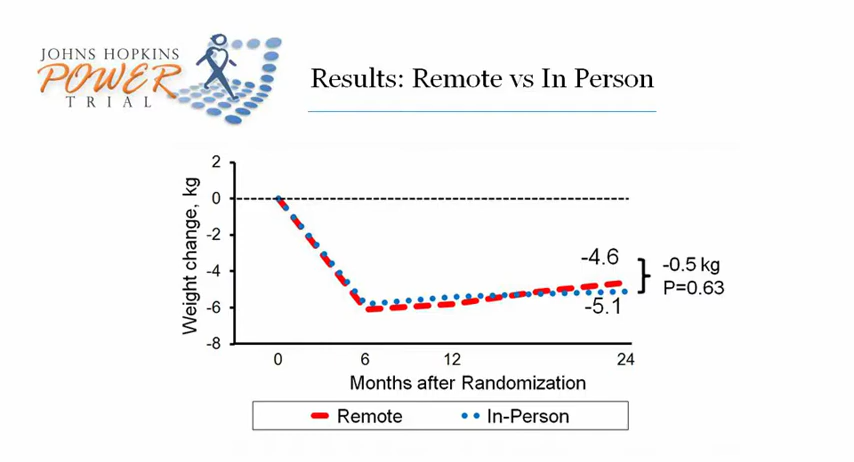 JOHNS HOPKINS
POWER
TRIAL
Results: Remote vs In Person
Weight change, kg
2
0
-2
-4
-6
-8
-4.6
-5.1
-0.5 kg
P=0.63
0 6 12 24
Months after Randomization
Remote In-Person